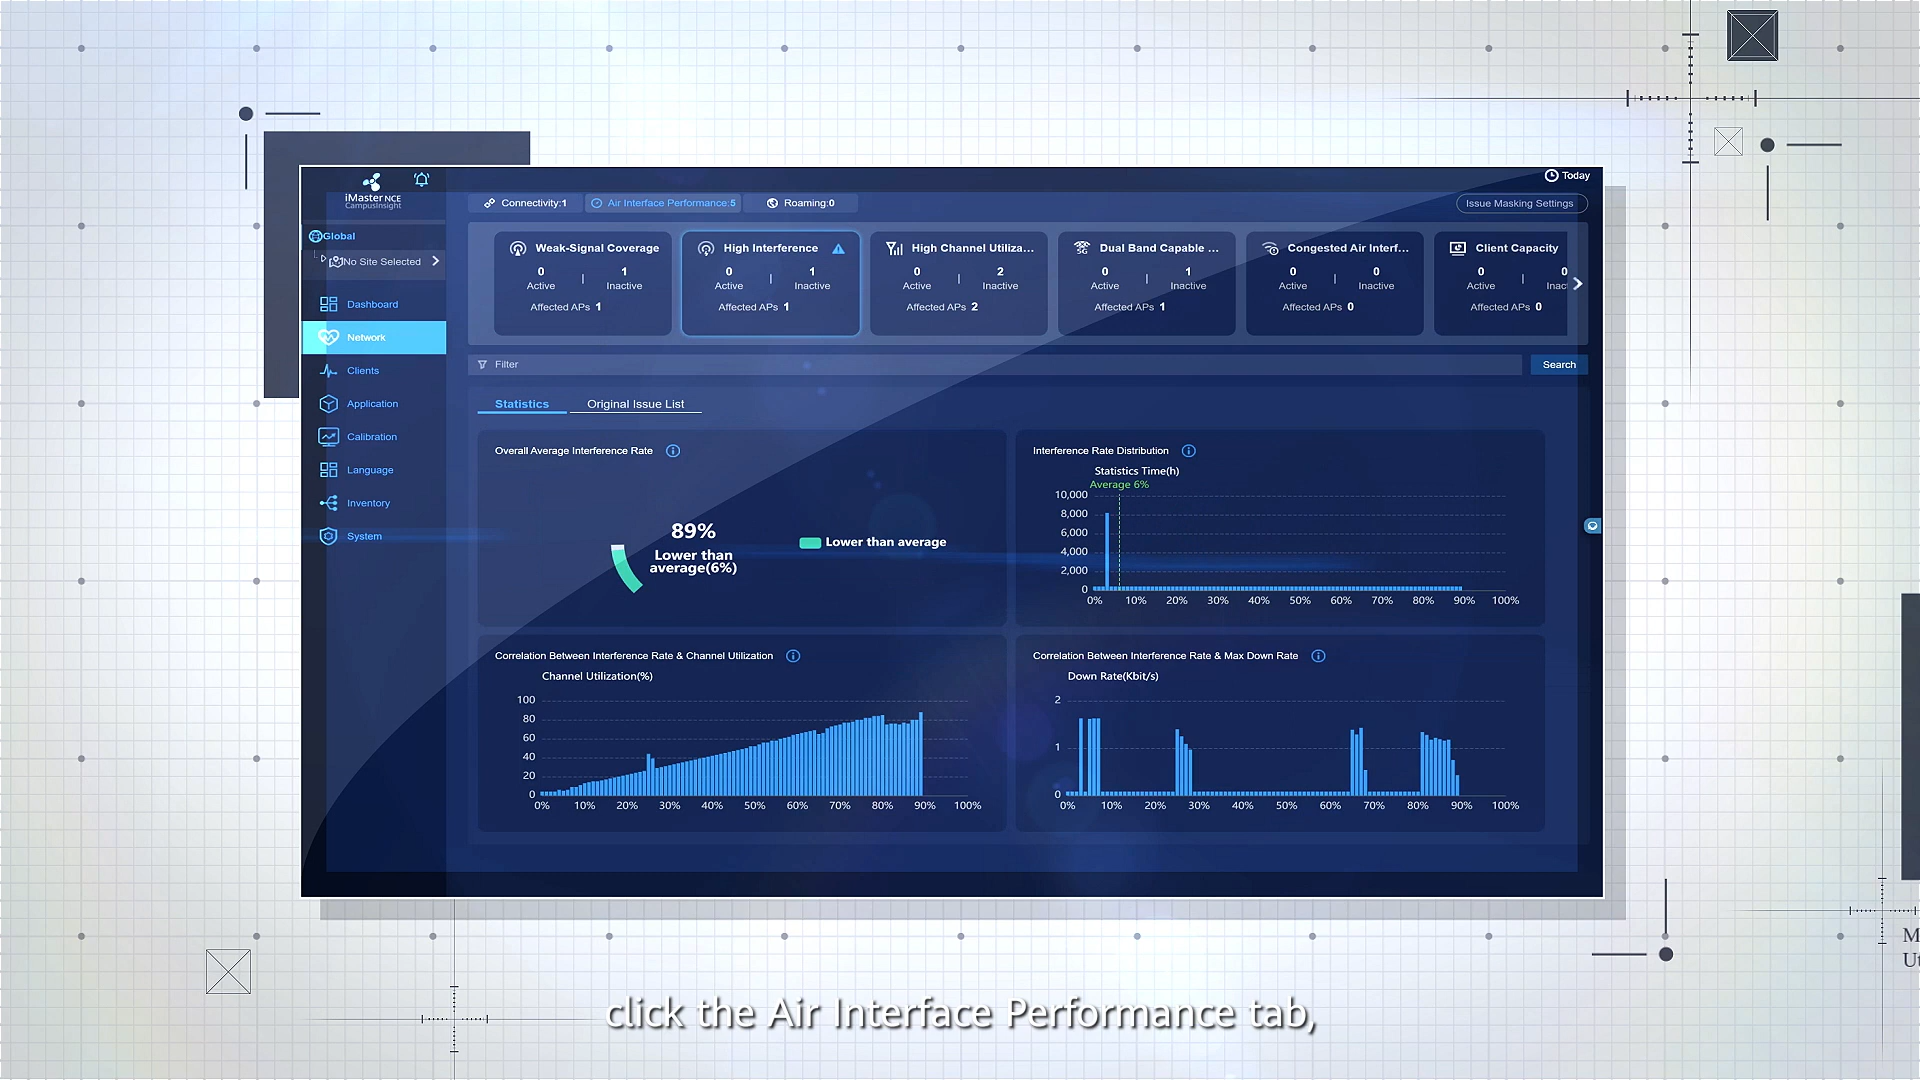 iMaster NCE
CampusInsight
Today
Connectivity:1
Air Interface Performance:5
Roaming:0
Issue Masking Settings
Global
No Site Selected
Dashboard
Network
Clients
Application
Calibration
Language
Inventory
System
Weak-Signal Coverage
0 | 1
Active Inactive
Affected APs 1
High Interference
0 | 1
Active Inactive
Affected APs 1
High Channel Utiliza...
0 | 2
Active Inactive
Affected APs 2
Dual Band Capable ...
5G
0 | 1
Active Inactive
Affected APs 1
Congested Air Interf...
0 | 0
Active Inactive
Affected APs 0
Client Capacity
0 | 0
Active Inact
Affected APs 0
Filter
Search
Statistics
Original Issue List
Overall Average Interference Rate
89%
Lower than
average(6%)
Lower than average
Interference Rate Distribution
Statistics Time(h)
Average 6%
10,000
8,000
6,000
4,000
2,000
0
0% 10% 20% 30% 40% 50% 60% 70% 80% 90% 100%
Correlation Between Interference Rate & Channel Utilization
Channel Utilization(%)
100
80
60
40
20
0
0% 10% 20% 30% 40% 50% 60% 70% 80% 90% 100%
Correlation Between Interference Rate & Max Down Rate
Down Rate(Kbit/s)
2
1
0
0% 10% 20% 30% 40% 50% 60% 70% 80% 90% 100%
M
Ut
click the Air Interface Performance tab,